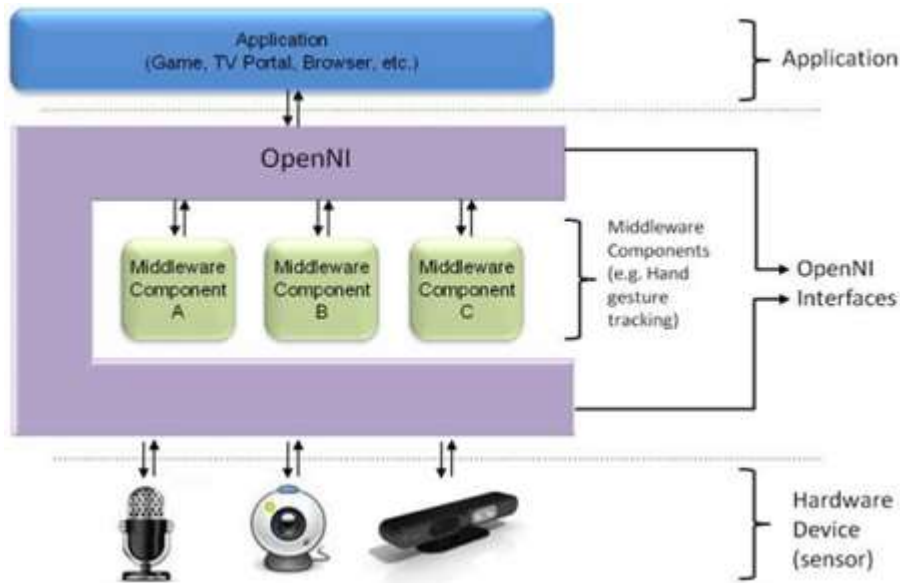 Application
(Game, TV Portal, Browser, etc.)
Application
OpenNI
Middleware
Component
A
Middleware
Component
B
Middleware
Component
C
Middleware
Components
(e.g. Hand
gesture
tracking)
OpenNI
Interfaces
Hardware
Device
(sensor)